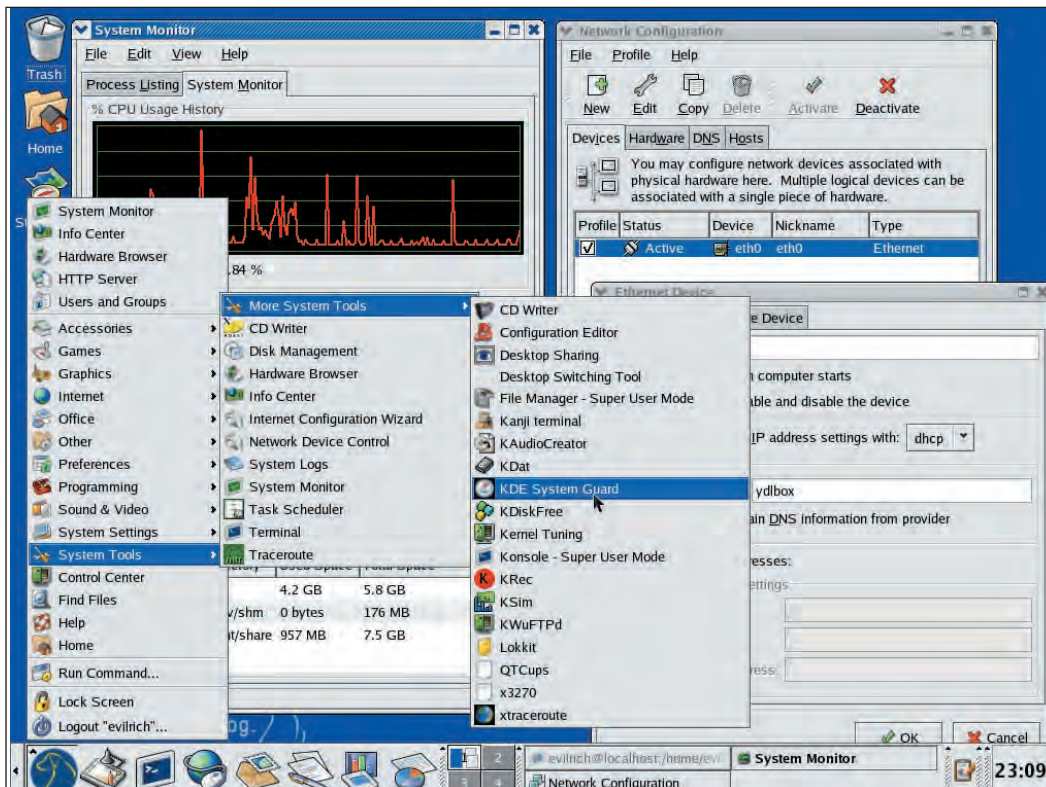 Trash
Home
System Monitor
File Edit View Help
Process Listing System Monitor
% CPU Usage History
.84 %
Used Space Total Space
4.2 GB 5.8 GB
v/shm 0 bytes 176 MB
957 MB 7.5 GB
Network Configuration
File Profile Help
New Edit Copy Delete Activate Deactivate
Devices Hardware DNS Hosts
You may configure network devices associated with
physical hardware here. Multiple logical devices can be
associated with a single piece of hardware.
Profile Status Device Nickname Type
Active eth0 eth0 Ethernet
Ethernet Device
e Device
computer starts
able and disable the device
IP address settings with: dhcp
ydlbox
ain DNS information from provider
resses:
ettings
ress:
OK Cancel
System Monitor
Info Center
Hardware Browser
HTTP Server
Users and Groups
Accessories
Games
Graphics
Internet
Office
Other
Preferences
Programming
Sound & Video
System Settings
System Tools
Control Center
Find Files
Help
Home
Run Command...
Lock Screen
Logout "evilrich"...
More System Tools
CD Writer
Disk Management
Hardware Browser
Info Center
Internet Configuration Wizard
Network Device Control
System Logs
System Monitor
Task Scheduler
Terminal
Traceroute
CD Writer
Configuration Editor
Desktop Sharing
Desktop Switching Tool
File Manager - Super User Mode
Kanji terminal
KAudioCreator
KDat
KDE System Guard
KDiskFree
Kernel Tuning
Konsole - Super User Mode
KRec
KSim
KWuFTPd
Lokkit
QTCups
x3270
xtraceroute
2
3 4
evilrich@localhost:/home/evi
System Monitor
Network Configuration
23:09